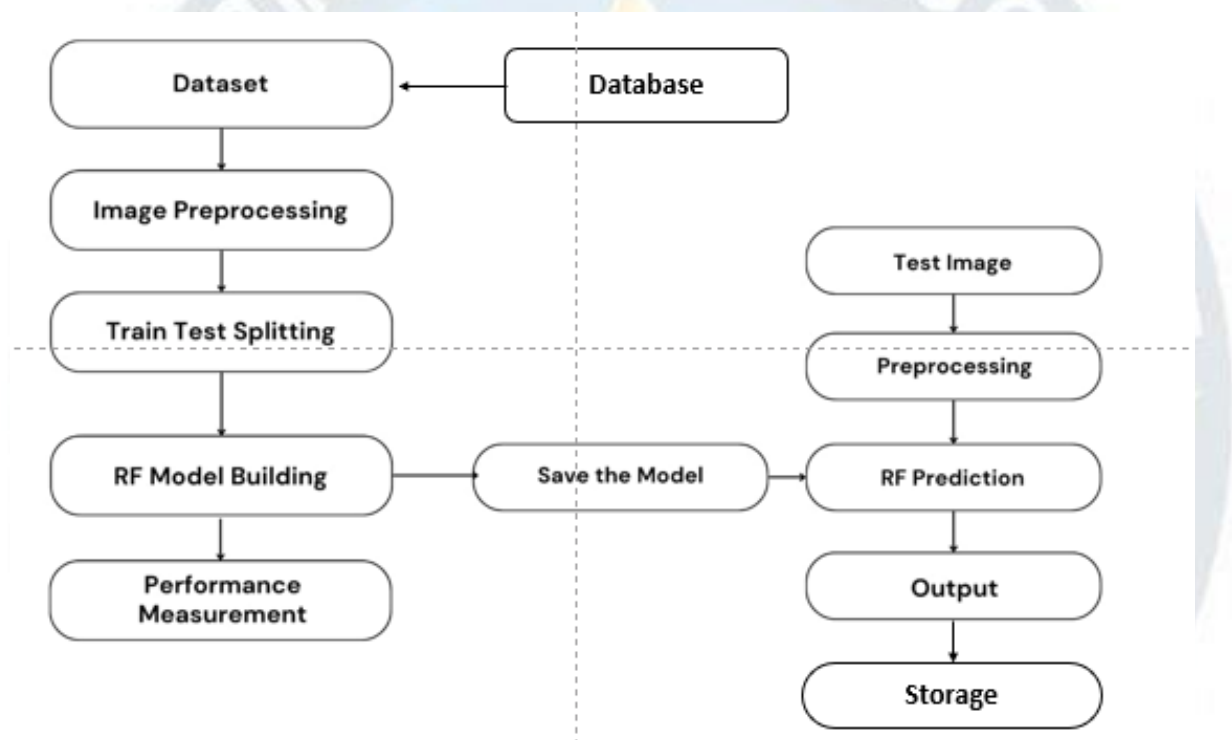 Dataset
Database
Image Preprocessing
Train Test Splitting
RF Model Building
Performance
Measurement
Save the Model
Test Image
Preprocessing
RF Prediction
Output
Storage